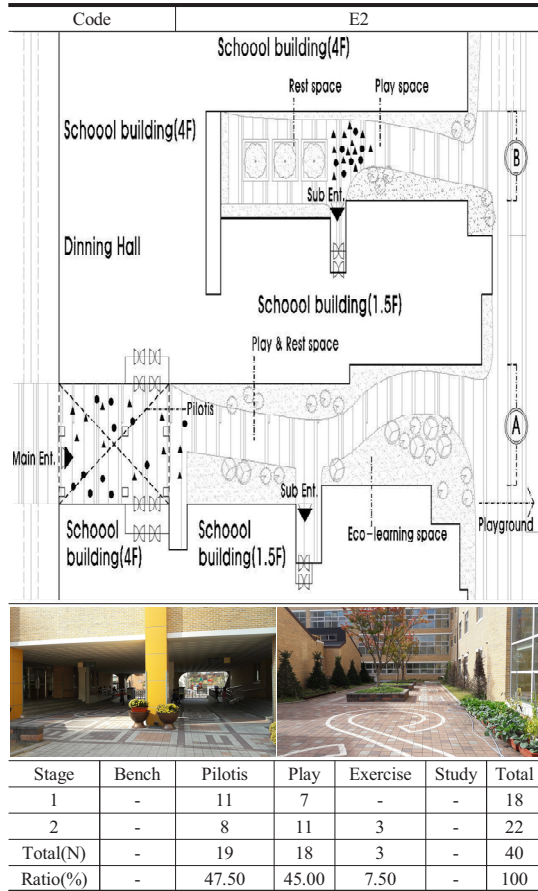 Code E2
Schoool building(4F)
Rest space Play space
Schoool building(4F)
B
Sub Ent.
Dinning Hall
Schoool building(1.5F)
Play & Rest space
Pilotis
A
Main Ent.
Sub Ent.
Schoool building(4F)
Schoool building(1.5F)
Eco-learning space
Playground
Stage Bench Pilotis Play Exercise Study Total
1 - 11 7 - - 18
2 - 8 11 3 - 22
Total(N) - 19 18 3 - 40
Ratio(%) - 47.50 45.00 7.50 - 100